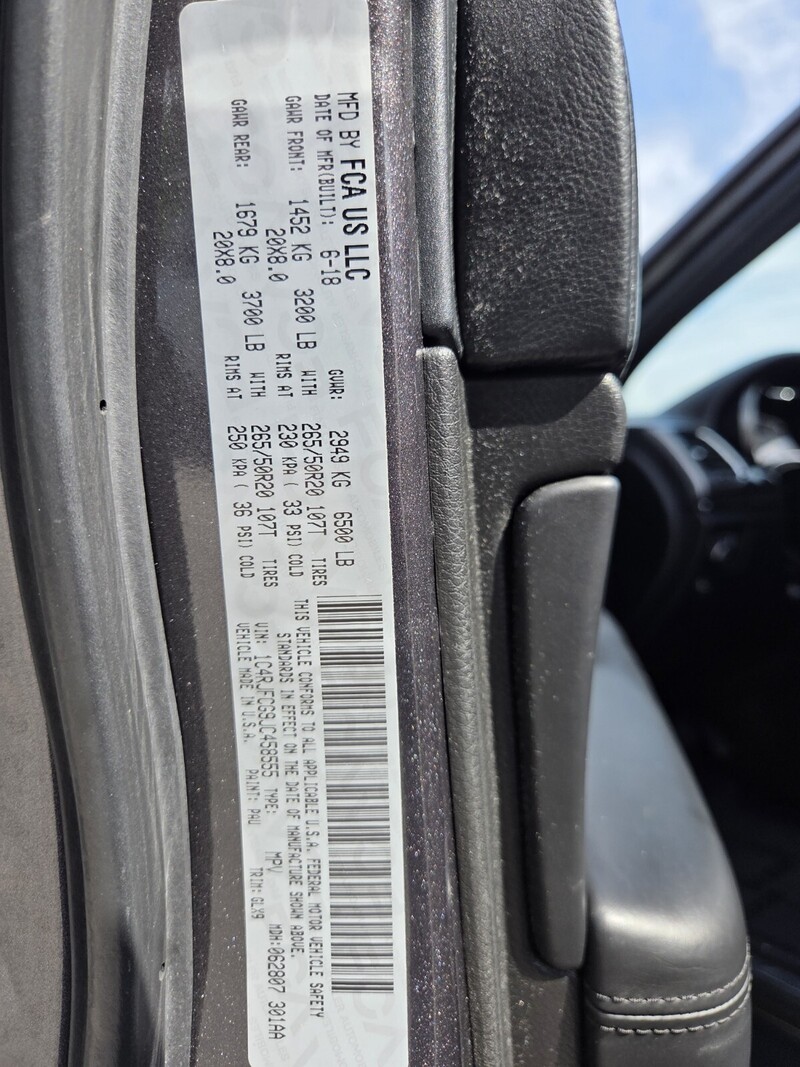 MFD BY FCA US LLC
DATE OF MFR(BUILT): 6-18 GVWR: 2949 KG 6500 LB
GAWR FRONT: 1452 KG 3200 LB WITH 265/50R20 107T TIRES
20X8.0 RIMS AT 230 KPA ( 33 PSI) COLD
GAWR REAR: 1679 KG 3700 LB WITH 265/50R20 107T TIRES
20X8.0 RIMS AT 250 KPA ( 36 PSI) COLD
THIS VEHICLE CONFORMS TO ALL APPLICABLE U.S.A. FEDERAL MOTOR VEHICLE SAFETY
STANDARDS IN EFFECT ON THE DATE OF MANUFACTURE SHOWN ABOVE.
VIN: 1C4RJFCG9JC458555 TYPE: MPV MDH:062807 301AA
VEHICLE MADE IN U.S.A. PAINT: PAU TRIM: GLX9